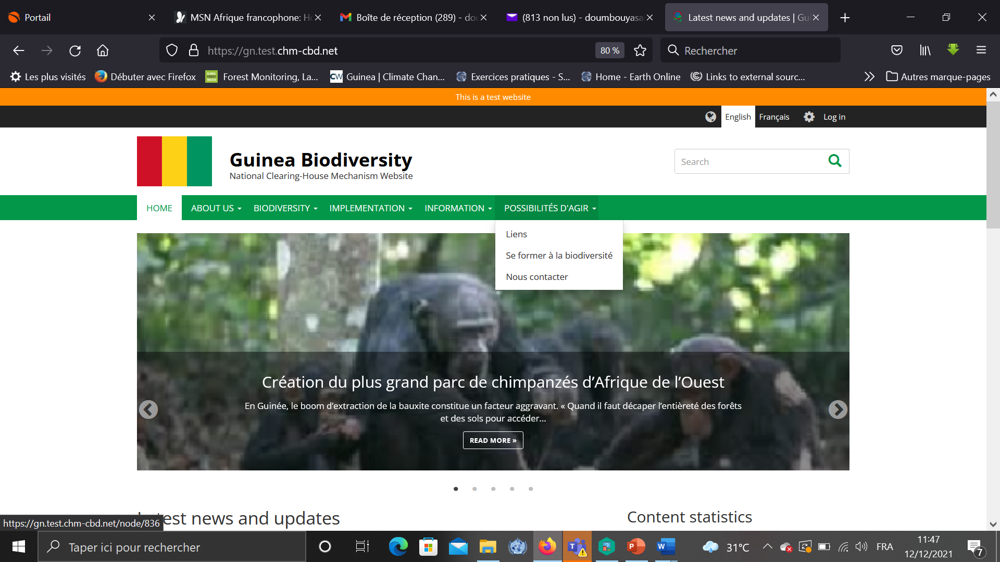 Portail
MSN Afrique francophone: Ho
Boîte de réception (289) - dou
(813 non lus) - doumbouyasa
Latest news and updates | Gui
https://gn.test.chm-cbd.net
80 %
Rechercher
Les plus visités
Débuter avec Firefox
Forest Monitoring, La...
CW
Guinea | Climate Chan...
Exercices pratiques - S...
Home - Earth Online
Links to external sourc...
Autres marque-pages
This is a test website
English
Français
Log in
Guinea Biodiversity
National Clearing-House Mechanism Website
Search
HOME
ABOUT US
BIODIVERSITY
IMPLEMENTATION
INFORMATION
POSSIBILITÉS D'AGIR
Liens
Se former à la biodiversité
Nous contacter
Création du plus grand parc de chimpanzés d’Afrique de l’Ouest
En Guinée, le boom d’extraction de la bauxite constitue un facteur aggravant. « Quand il faut décaper l’entièreté des forêts
et des sols pour accéder...
READ MORE »
test news and updates
Content statistics
https://gn.test.chm-cbd.net/node/836
Taper ici pour rechercher
31°C
FRA
11:47
12/12/2021
7